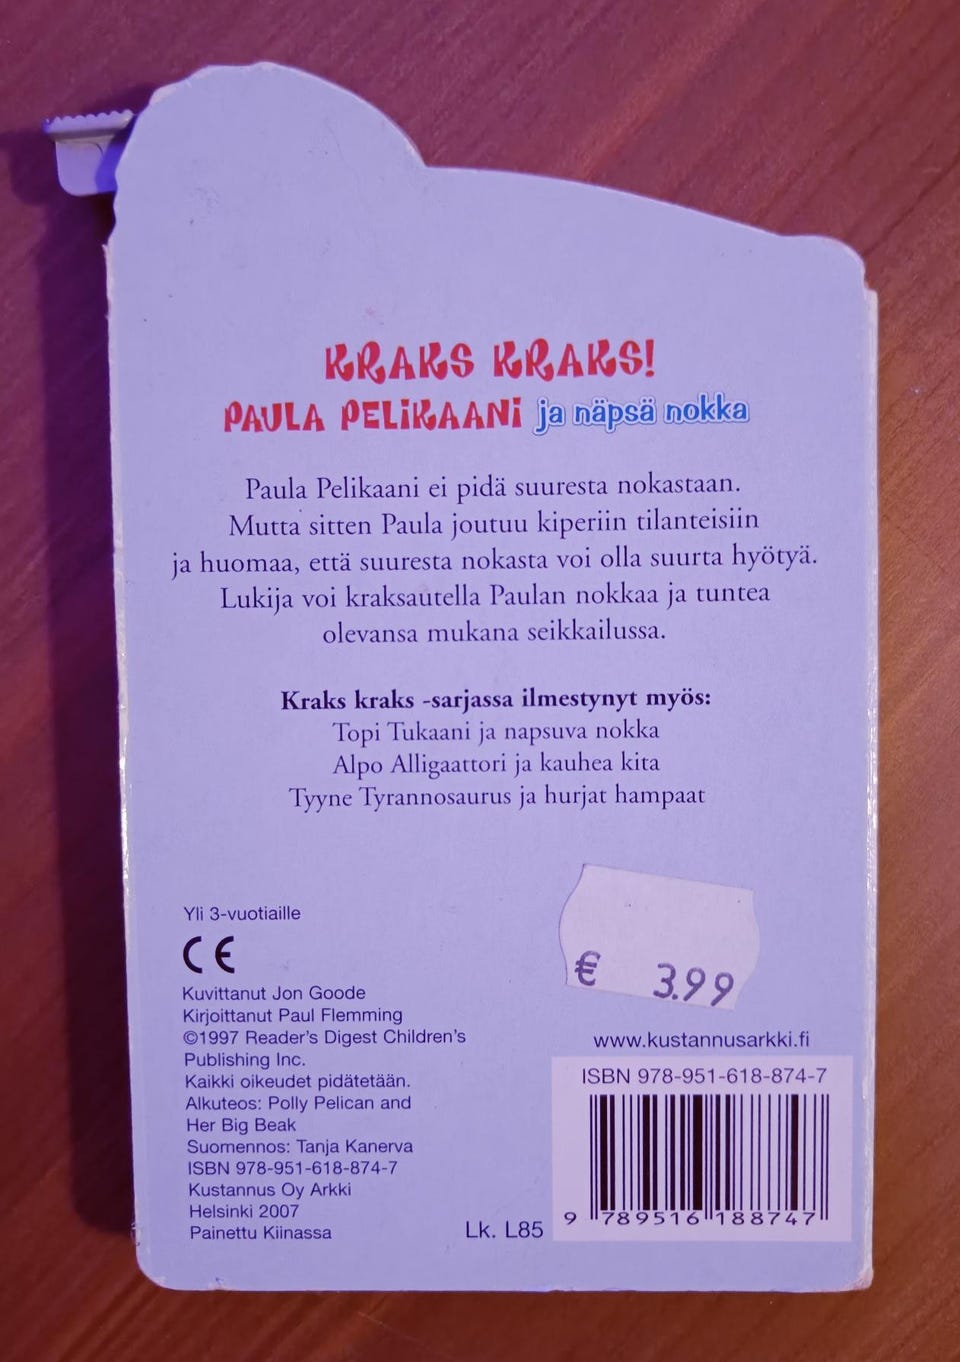 KRAKS KRAKS!
PAULA PELiKAANi ja näpsä nokka
Paula Pelikaani ei pidä suuresta nokastaan.
Mutta sitten Paula joutuu kiperiin tilanteisiin
ja huomaa, että suuresta nokasta voi olla suurta hyötyä.
Lukija voi kraksautella Paulan nokkaa ja tuntea
olevansa mukana seikkailussa.
Kraks kraks -sarjassa ilmestynyt myös:
Topi Tukaani ja napsuva nokka
Alpo Alligaattori ja kauhea kita
Tyyne Tyrannosaurus ja hurjat hampaat
Yli 3-vuotiaille
CE
Kuvittanut Jon Goode
Kirjoittanut Paul Flemming
©1997 Reader's Digest Children's
Publishing Inc.
Kaikki oikeudet pidätetään.
Alkuteos: Polly Pelican and
Her Big Beak
Suomennos: Tanja Kanerva
ISBN 978-951-618-874-7
Kustannus Oy Arkki
Helsinki 2007
Painettu Kiinassa
Lk. L85
€ 3.99
www.kustannusarkki.fi
ISBN 978-951-618-874-7
9 789516 188747